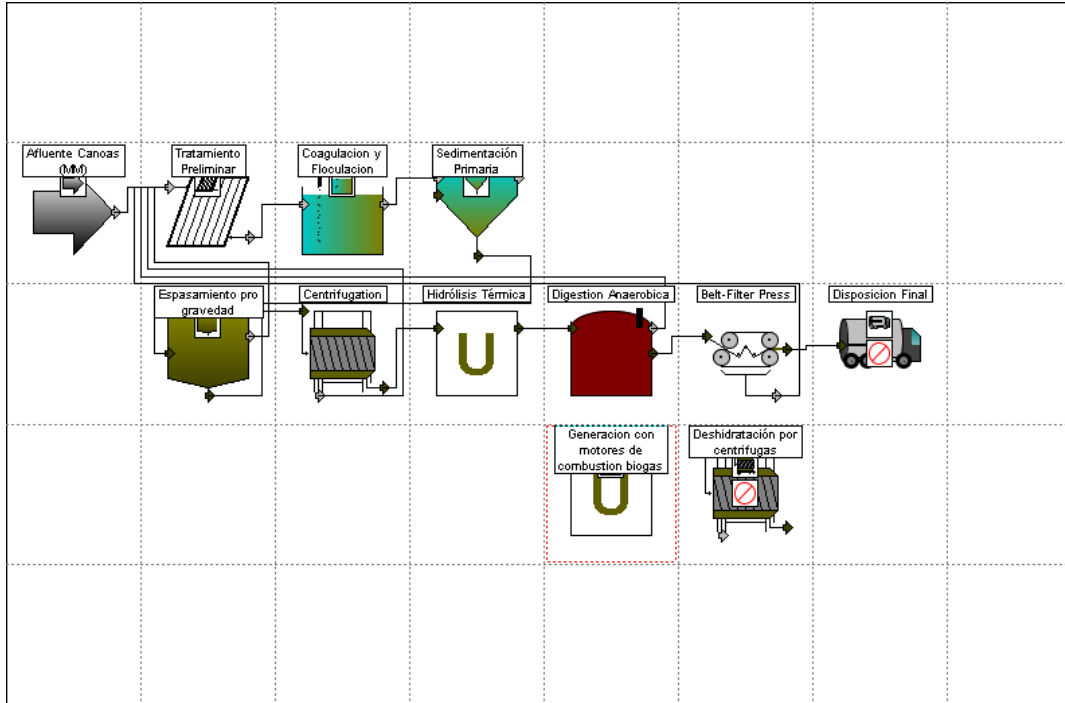 Afluente Canoas
(MM)
Tratamiento
Preliminar
Coagulacion y
Floculacion
Sedimentación
Primaria
Espasamiento pro
gravedad
Centrifugation
Hidrólisis Térmica
Digestion Anaerobica
Belt-Filter Press
Disposicion Final
Generacion con
motores de
combustion biogas
Deshidratación por
centrifugas